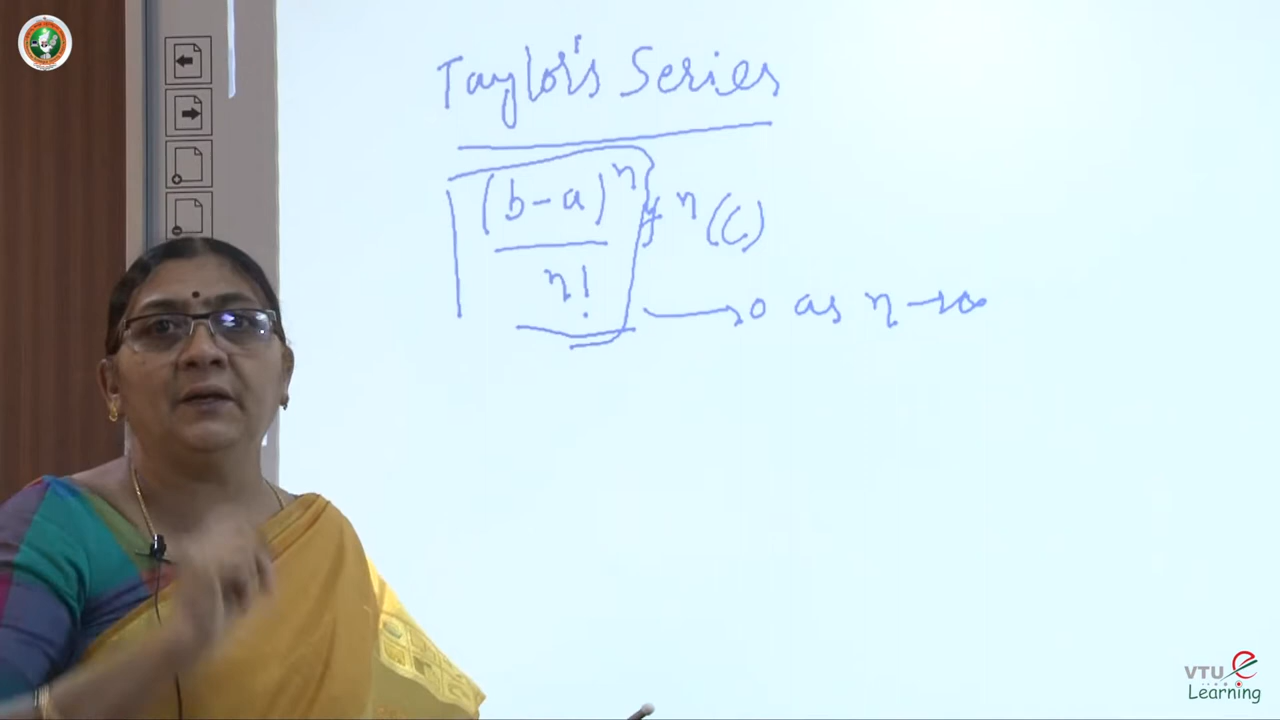 Taylor's Series
(b-a)^n y^n (c)
n!
→ 0 as n → ∞
VTU e
Learning